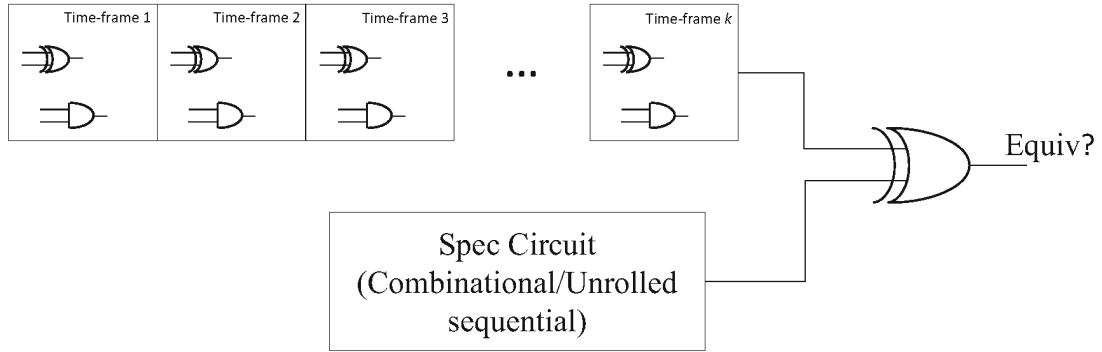 Time-frame 1
Time-frame 2
Time-frame 3
...
Time-frame k
Equiv?
Spec Circuit
(Combinational/Unrolled
sequential)